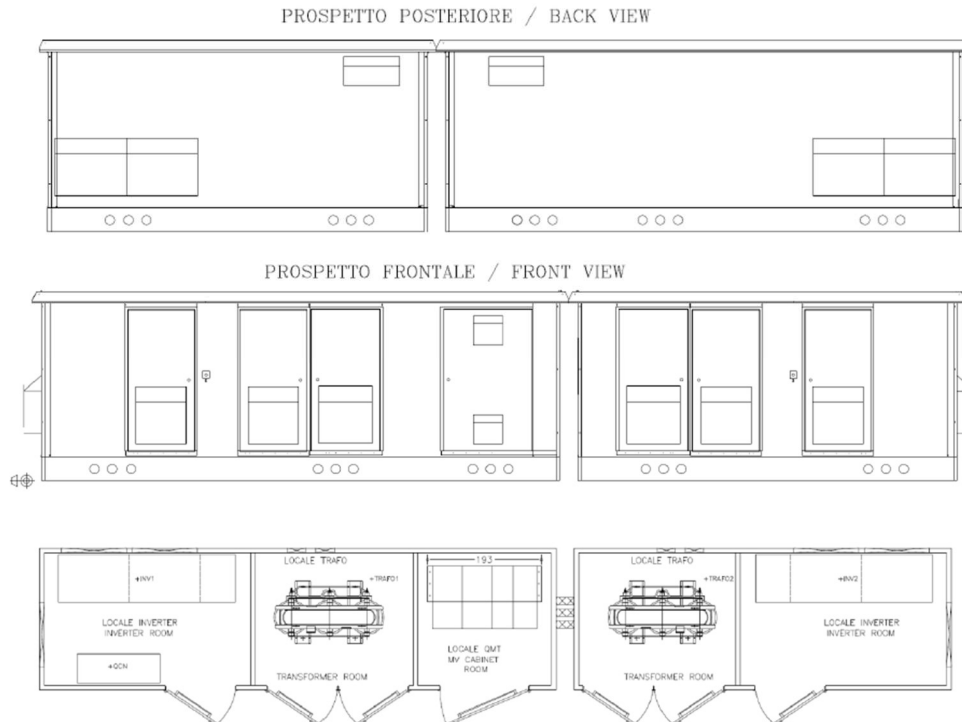 PROSPETTO POSTERIORE / BACK VIEW
PROSPETTO FRONTALE / FRONT VIEW
LOCALE TRAFO
193
LOCALE TRAFO
+INV1
+TRAFO1
+TRAFO2
+INV2
LOCALE INVERTER
INVERTER ROOM
LOCALE INVERTER
INVERTER ROOM
LOCALE QMT
MV CABINET
ROOM
+QCN
TRANSFORMER ROOM
TRANSFORMER ROOM